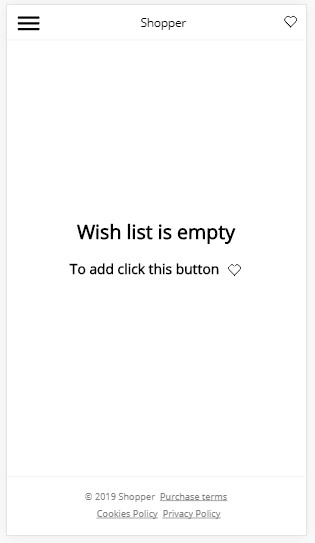 Shopper
Wish list is empty
To add click this button
© 2019 Shopper Purchase terms
Cookies Policy Privacy Policy